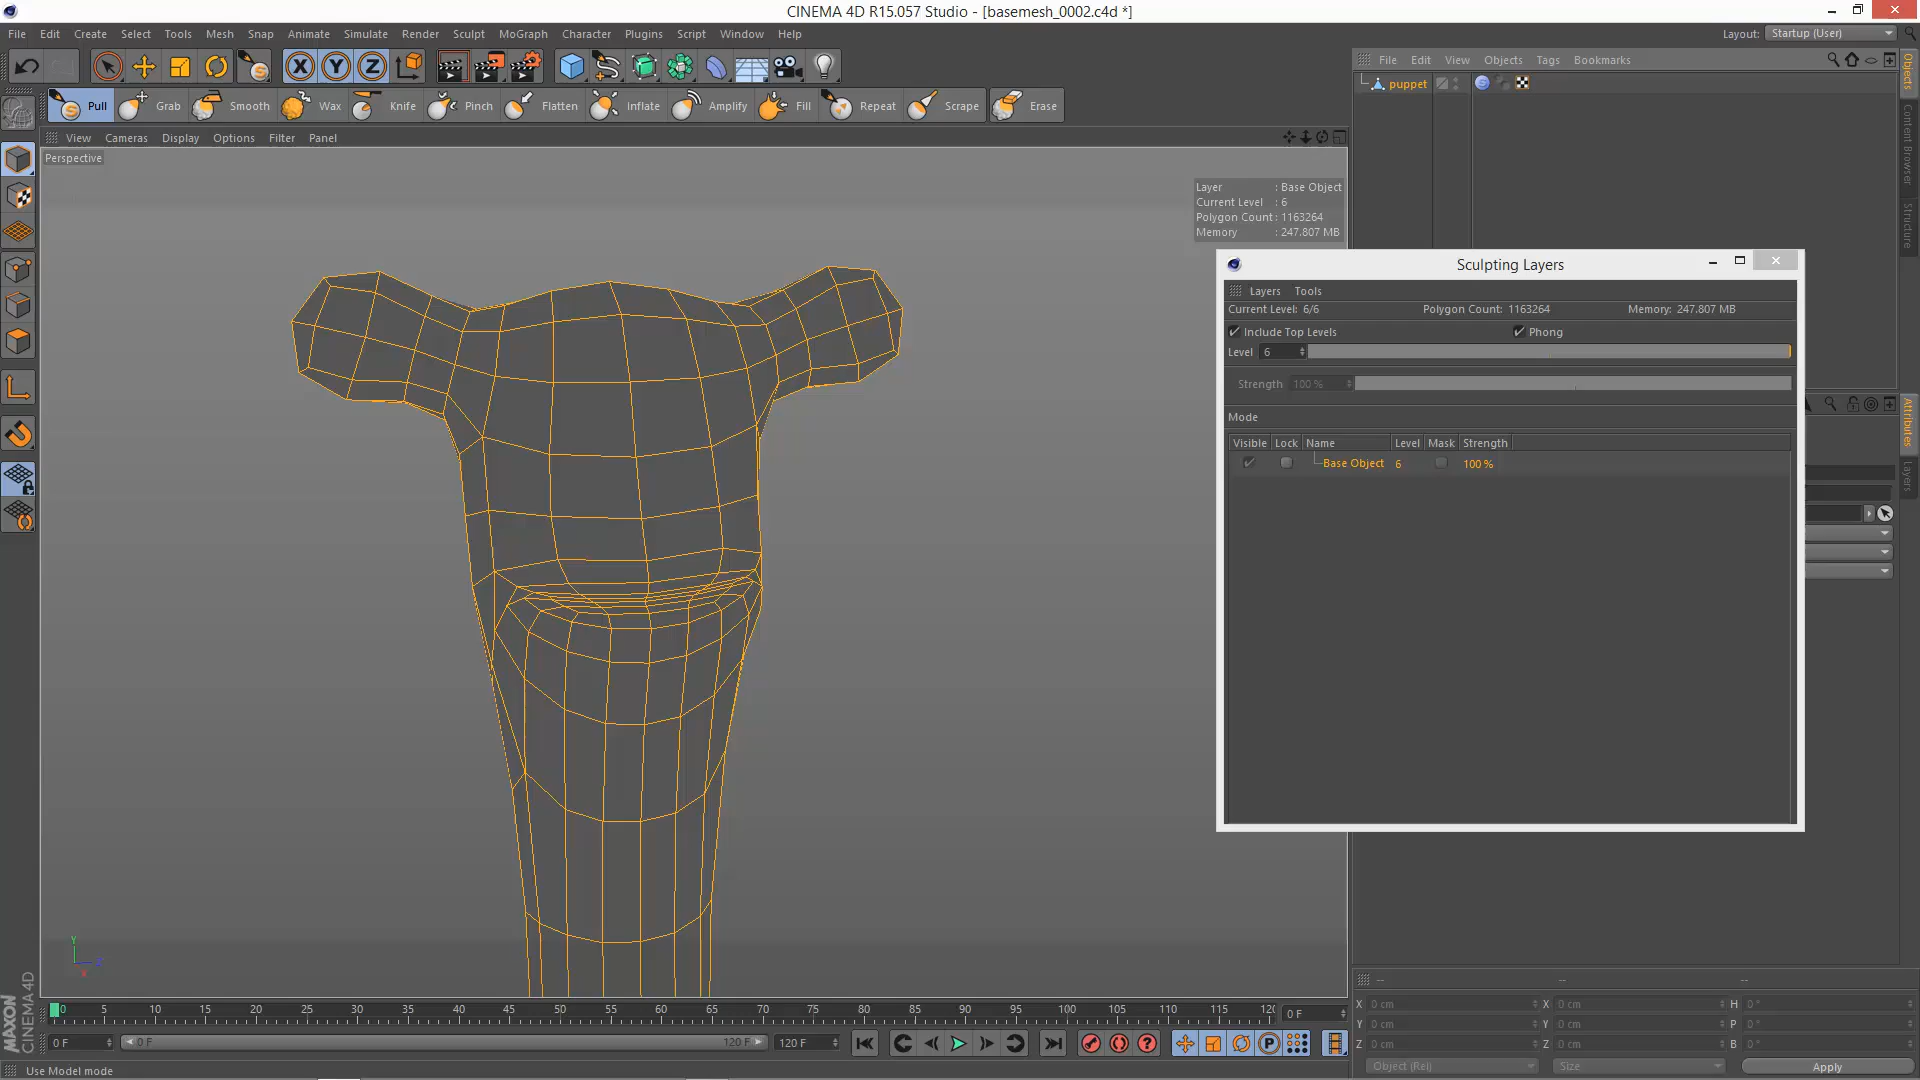 CINEMA 4D R15.057 Studio - [basemesh_0002.c4d *]
File Edit Create Select Tools Mesh Snap Animate Simulate Render Sculpt MoGraph Character Plugins Script Window Help
Layout: Startup (User)
X Y Z
File Edit View Objects Tags Bookmarks
puppet
Pull Grab Smooth Wax Knife Pinch Flatten Inflate Amplify Fill Repeat Scrape Erase
View Cameras Display Options Filter Panel
Perspective
Layer : Base Object
Current Level : 6
Polygon Count : 1163264
Memory : 247.807 MB
Sculpting Layers
Layers Tools
Current Level: 6/6 Polygon Count: 1163264 Memory: 247.807 MB
Include Top Levels Phong
Level 6
Strength 100 %
Mode
Visible Lock Name Level Mask Strength
Base Object 6 100 %
Objects
Content Browser
Structure
Attributes
Layers
Y
MAXON
CINEMA 4D
0 5 10 15 20 25 30 35 40 45 50 55 60 65 70 75 80 85 90 95 100 105 110 115 120 0 F
0 F 0 F 120 F 120 F
P
-- -- --
X 0 cm X 0 cm H 0 °
Y 0 cm Y 0 cm P 0 °
Z 0 cm Z 0 cm B 0 °
Object (Rel) Size Apply
Use Model mode